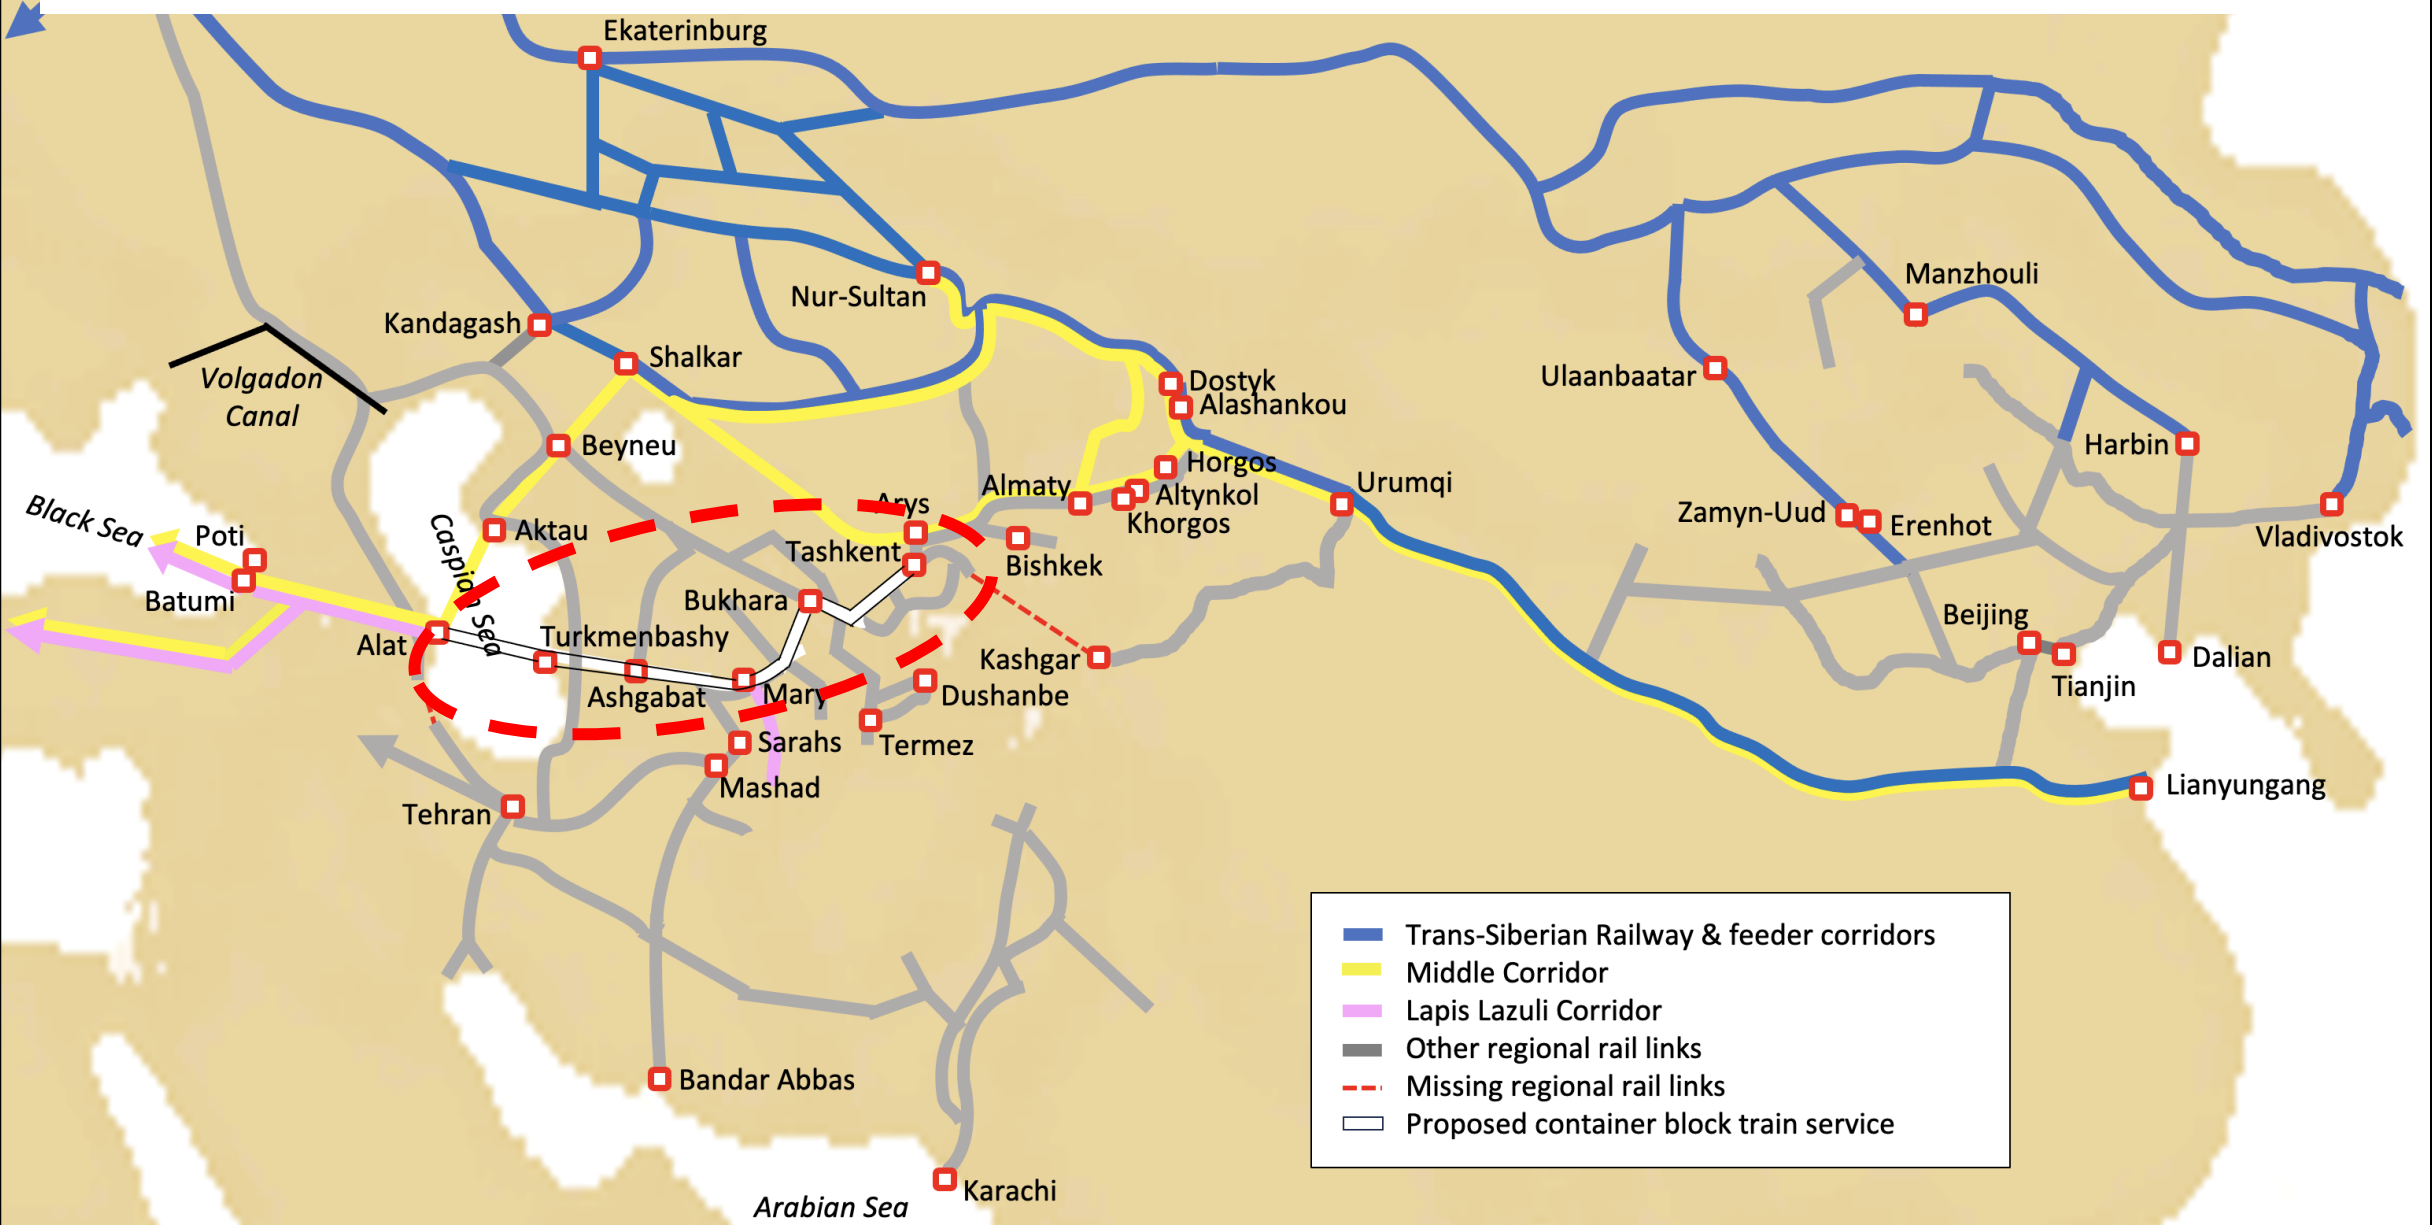 Ekaterinburg
Nur-Sultan
Manzhouli
Kandagash
Shalkar
Volgadon
Canal
Dostyk
Alashankou
Ulaanbaatar
Beyneu
Harbin
Horgos
Urumqi
Almaty
Altynkol
Khorgos
Arys
Black Sea
Poti
Aktau
Caspian Sea
Zamyn-Uud
Erenhot
Vladivostok
Tashkent
Bishkek
Batumi
Bukhara
Beijing
Alat
Turkmenbashy
Kashgar
Dalian
Ashgabat
Mary
Dushanbe
Tianjin
Sarahs
Termez
Mashad
Lianyungang
Tehran
Trans-Siberian Railway & feeder corridors
Middle Corridor
Lapis Lazuli Corridor
Other regional rail links
Missing regional rail links
Proposed container block train service
Bandar Abbas
Karachi
Arabian Sea